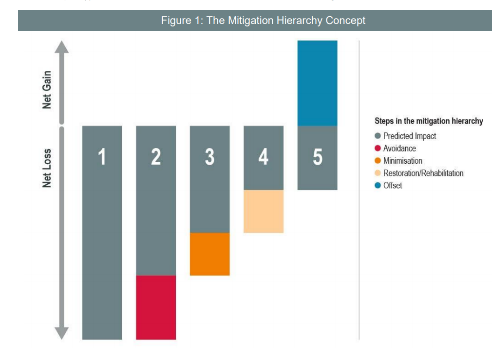 Figure 1: The Mitigation Hierarchy Concept
Net Gain
Net Loss
1
2
3
4
5
Steps in the mitigation hierarchy
Predicted Impact
Avoidance
Minimisation
Restoration/Rehabilitation
Offset